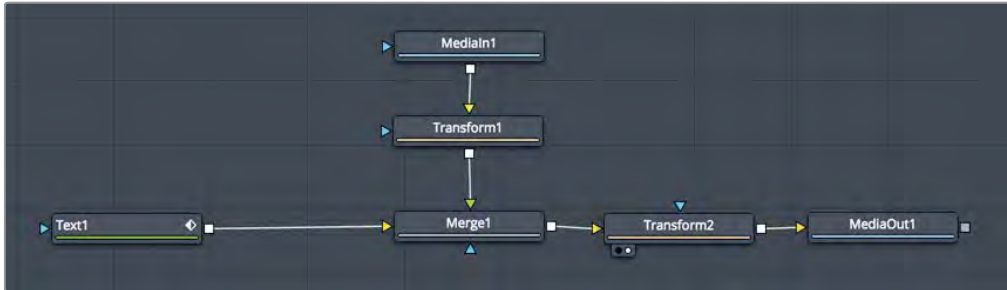 MediaIn1
Transform1
Text1
Merge1
Transform2
MediaOut1